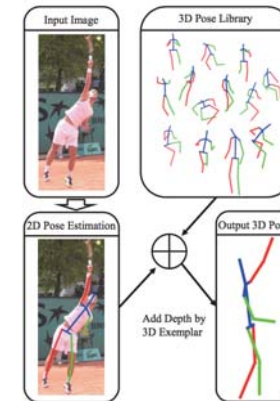 Input Image
3D Pose Library
2D Pose Estimation
Output 3D Po
Add Depth by
3D Exemplar